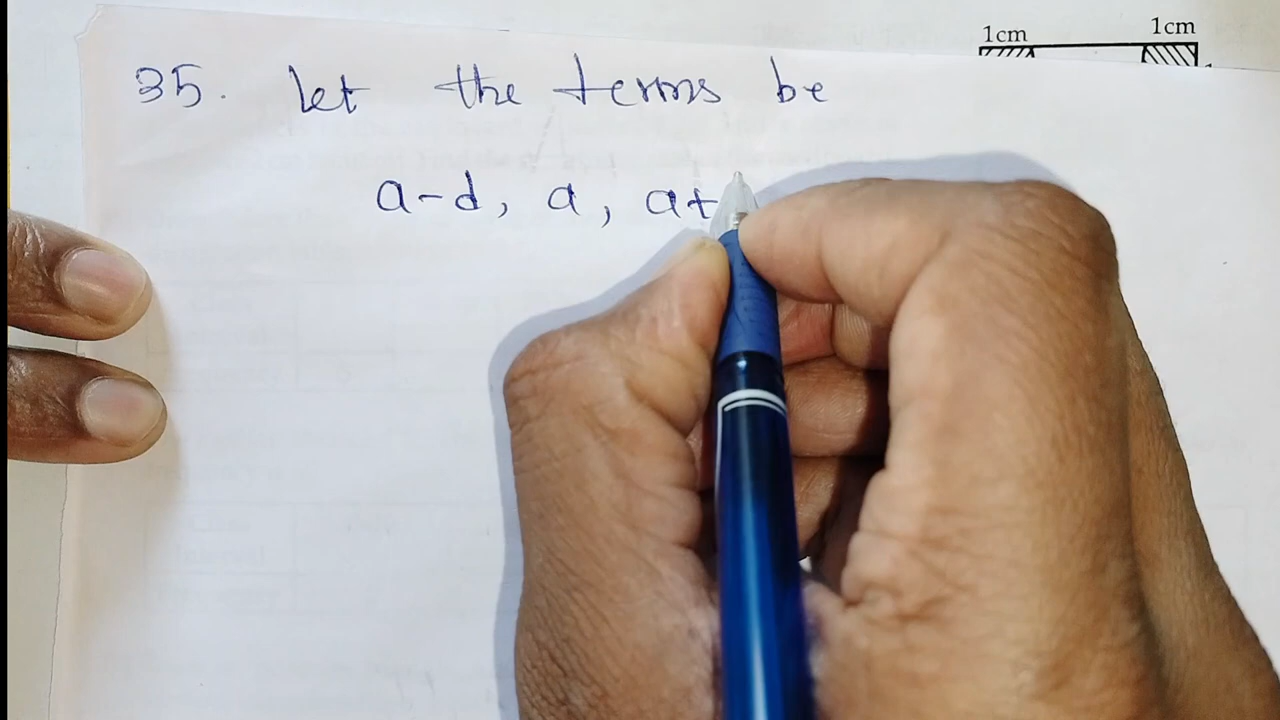 1cm 1cm
35. let the terms be
a-d, a, a+